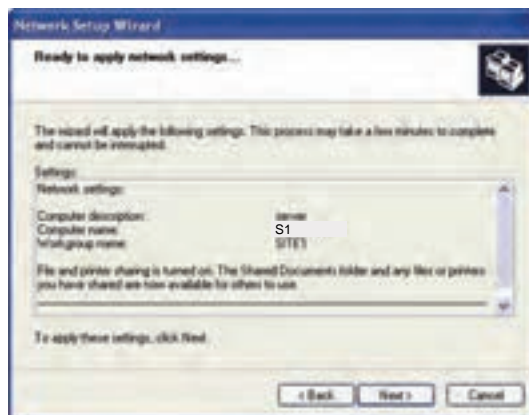 Network Setup Wizard
Ready to apply network settings...
The wizard will apply the following settings. This process may take a few minutes to complete
and cannot be interrupted.
Settings:
Network settings:
Computer description: server
Computer name: S1
Workgroup name: SITE1
File and printer sharing is turned on. The Shared Documents folder and any files or printers
you have shared are now available for others to use.
To apply these settings, click Next.
< Back Next > Cancel